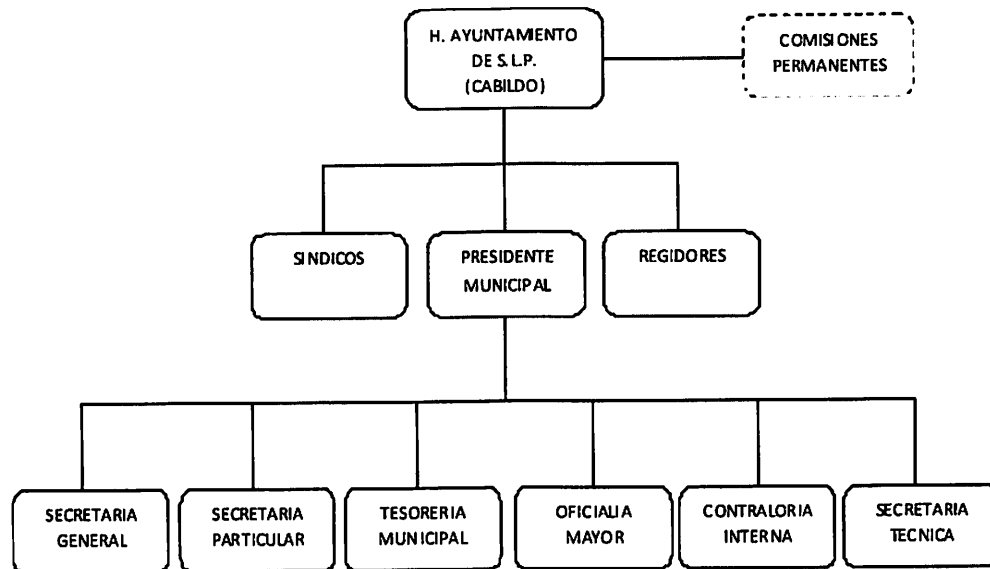 H. AYUNTAMIENTO
DE S.L.P.
(CABILDO)
COMISIONES
PERMANENTES
SINDICOS
PRESIDENTE
MUNICIPAL
REGIDORES
SECRETARIA
GENERAL
SECRETARIA
PARTICULAR
TESORERIA
MUNICIPAL
OFICIALIA
MAYOR
CONTRALORIA
INTERNA
SECRETARIA
TECNICA